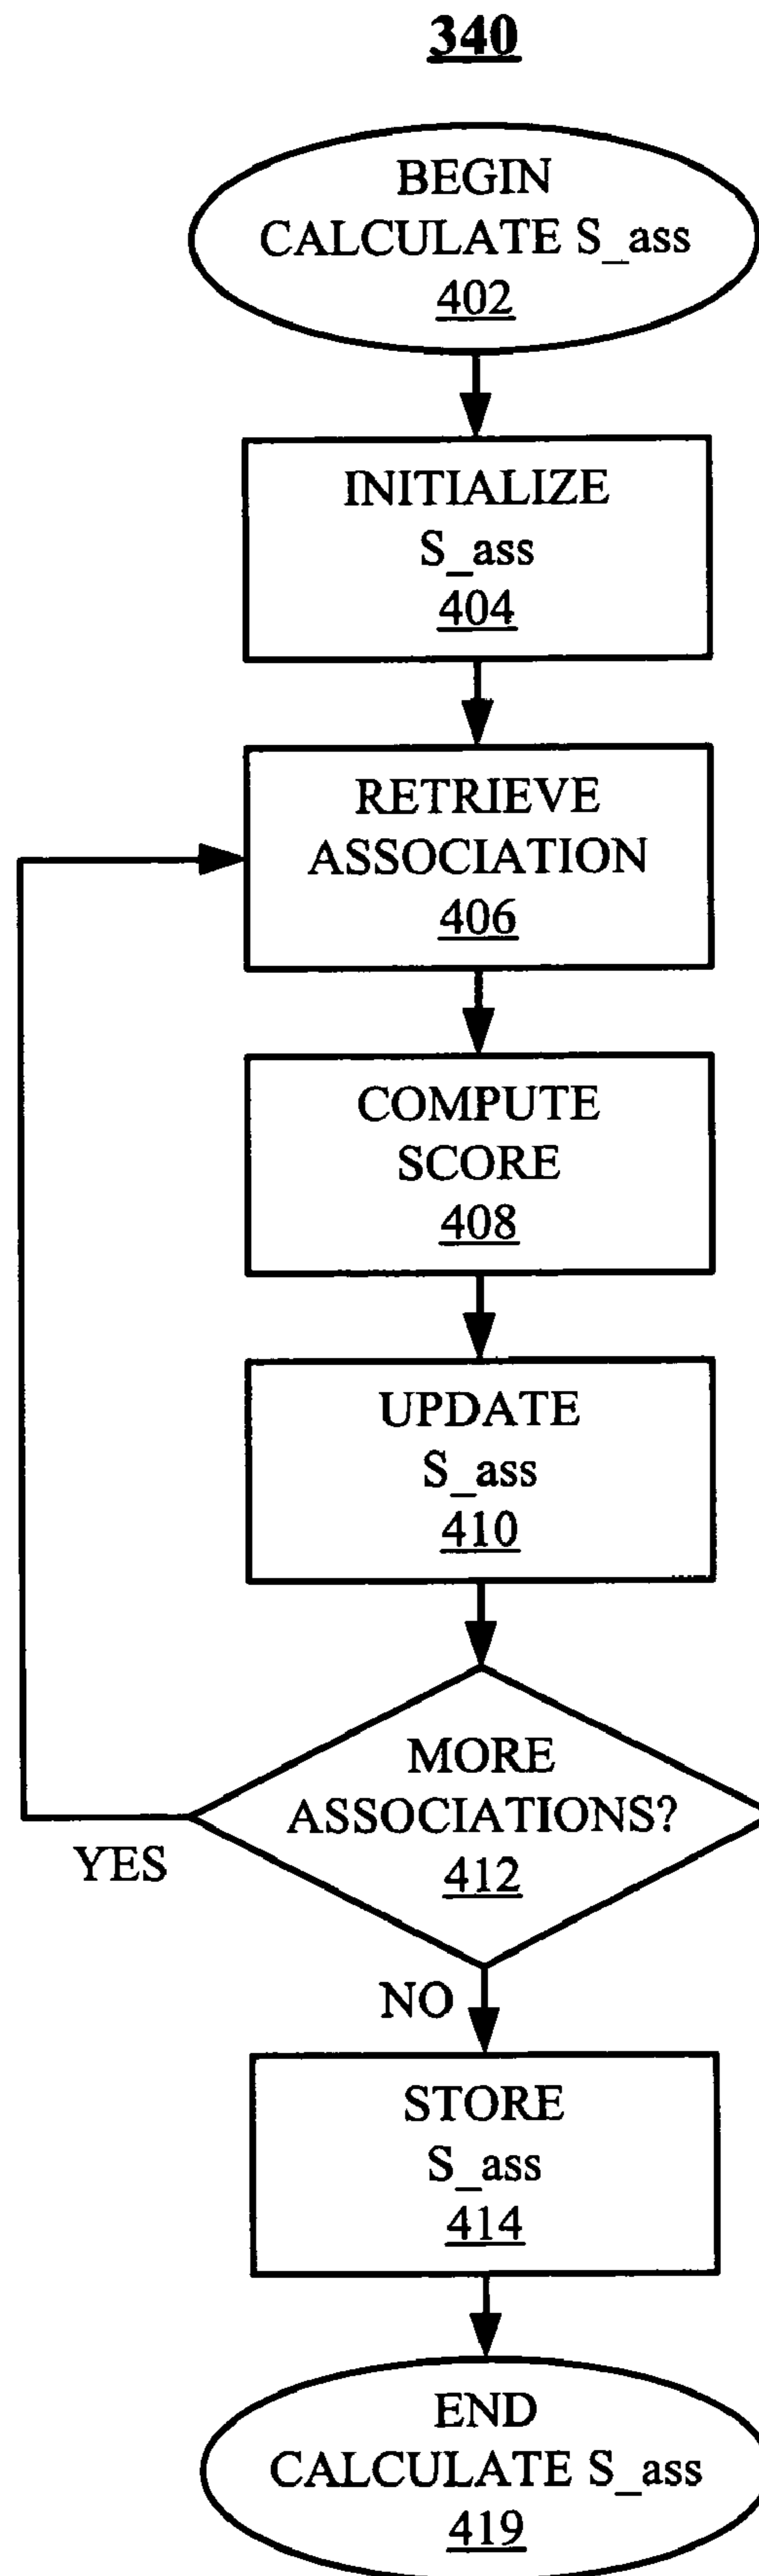 340
BEGIN
CALCULATE S_ass
402
INITIALIZE
S_ass
404
RETRIEVE
ASSOCIATION
406
COMPUTE
SCORE
408
UPDATE
S_ass
410
MORE
ASSOCIATIONS?
412
YES
NO
STORE
S_ass
414
END
CALCULATE S_ass
419